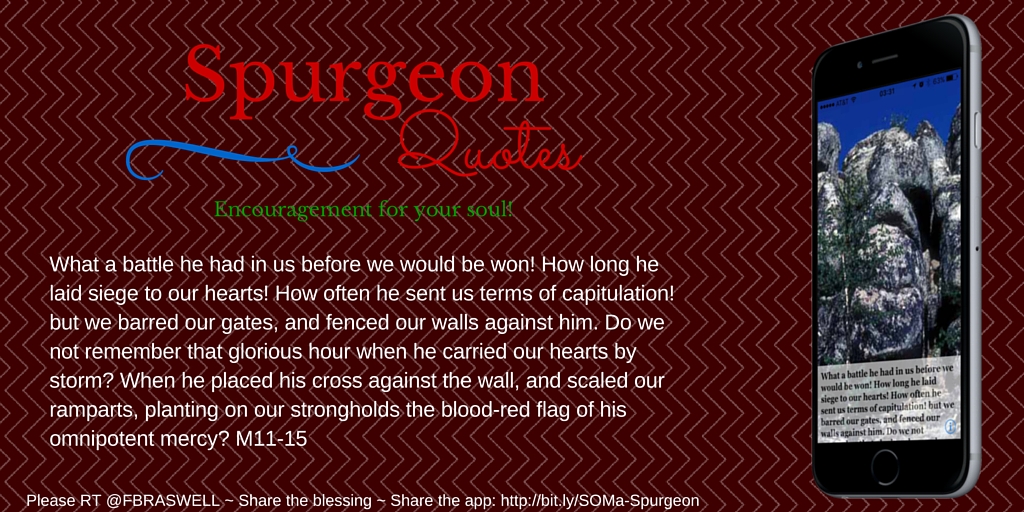 Spurgeon
Quotes
Encouragement for your soul!
What a battle he had in us before we would be won! How long he
laid siege to our hearts! How often he sent us terms of capitulation!
but we barred our gates, and fenced our walls against him. Do we
not remember that glorious hour when he carried our hearts by
storm? When he placed his cross against the wall, and scaled our
ramparts, planting on our strongholds the blood-red flag of his
omnipotent mercy? M11-15
Please RT @FBRASWELL ~ Share the blessing ~ Share the app: http://bit.ly/SOMa-Spurgeon
AT&T
What a battle he had in us before we
would be won! How long he laid
siege to our hearts! How often he
sent us terms of capitulation! but we
barred our gates, and fenced our
walls against him. Do we not